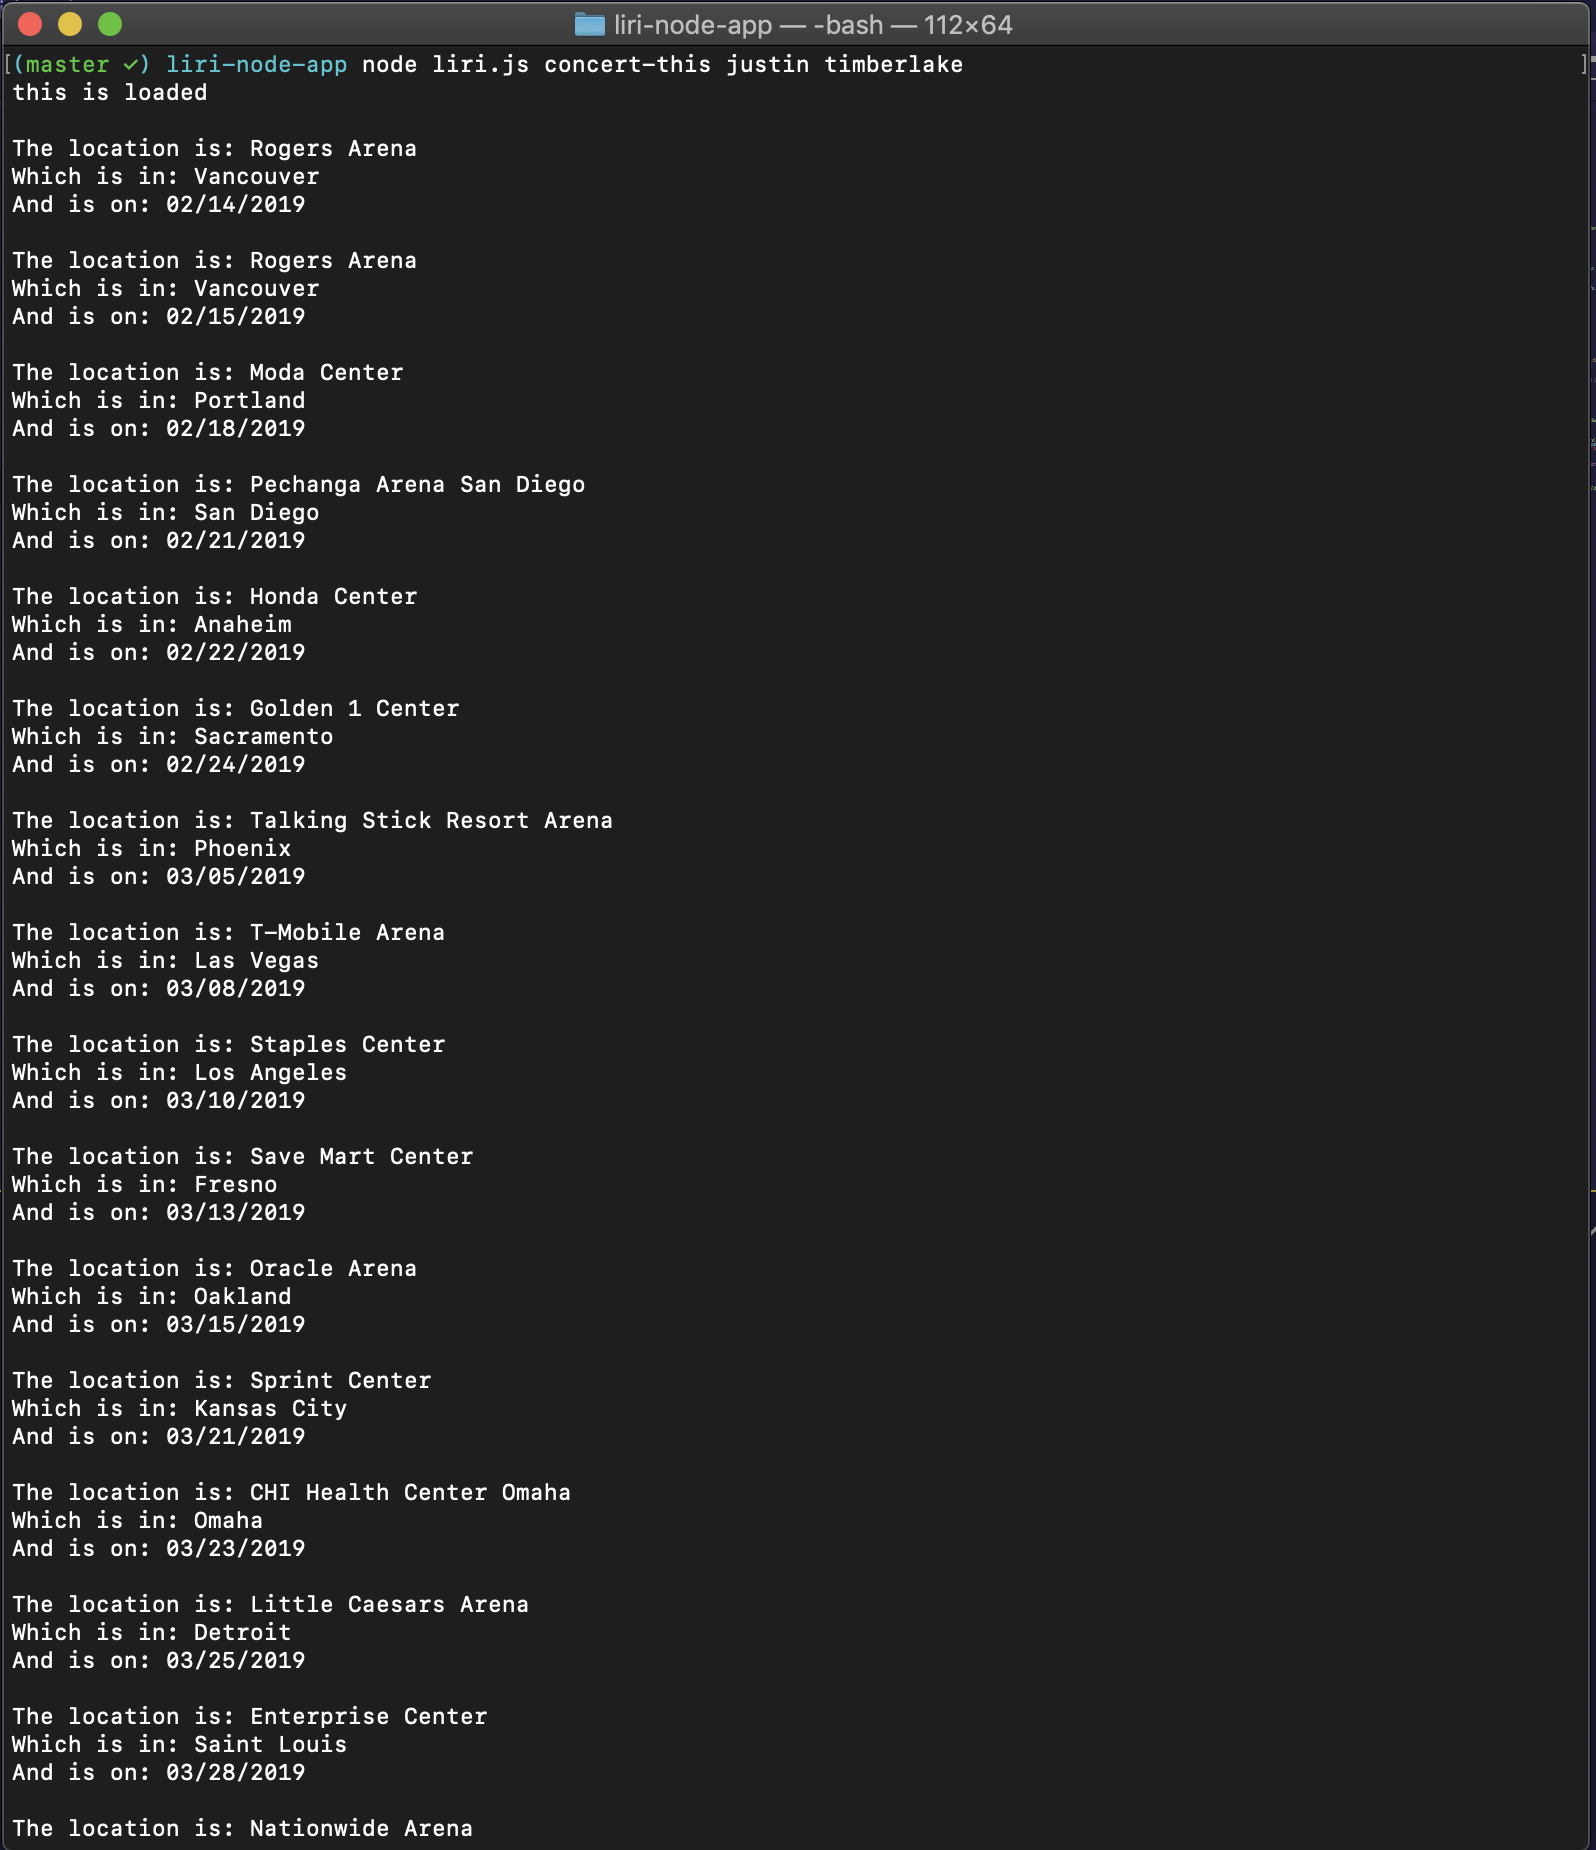 liri-node-app — -bash — 112×64
[(master ✓) liri-node-app node liri.js concert-this justin timberlake ]
this is loaded
The location is: Rogers Arena
Which is in: Vancouver
And is on: 02/14/2019
The location is: Rogers Arena
Which is in: Vancouver
And is on: 02/15/2019
The location is: Moda Center
Which is in: Portland
And is on: 02/18/2019
The location is: Pechanga Arena San Diego
Which is in: San Diego
And is on: 02/21/2019
The location is: Honda Center
Which is in: Anaheim
And is on: 02/22/2019
The location is: Golden 1 Center
Which is in: Sacramento
And is on: 02/24/2019
The location is: Talking Stick Resort Arena
Which is in: Phoenix
And is on: 03/05/2019
The location is: T-Mobile Arena
Which is in: Las Vegas
And is on: 03/08/2019
The location is: Staples Center
Which is in: Los Angeles
And is on: 03/10/2019
The location is: Save Mart Center
Which is in: Fresno
And is on: 03/13/2019
The location is: Oracle Arena
Which is in: Oakland
And is on: 03/15/2019
The location is: Sprint Center
Which is in: Kansas City
And is on: 03/21/2019
The location is: CHI Health Center Omaha
Which is in: Omaha
And is on: 03/23/2019
The location is: Little Caesars Arena
Which is in: Detroit
And is on: 03/25/2019
The location is: Enterprise Center
Which is in: Saint Louis
And is on: 03/28/2019
The location is: Nationwide Arena